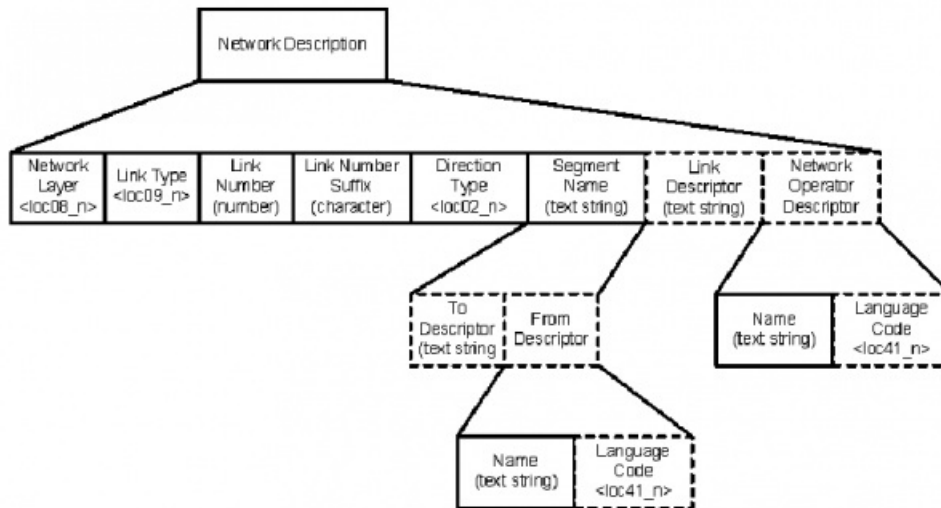 Network Description
Network
Layer
<loc08_n>
Link Type
<loc09_n>
Link
Number
(number)
Link Number
Suffix
(character)
Direction
Type
<loc02_n>
Segment
Name
(text string)
Link
Descriptor
(text string)
Network
Operator
Descriptor
To
Descriptor
(text string
From
Descriptor
Name
(text string)
Language
Code
<loc41_n>
Name
(text string)
Language
Code
<loc41_n>